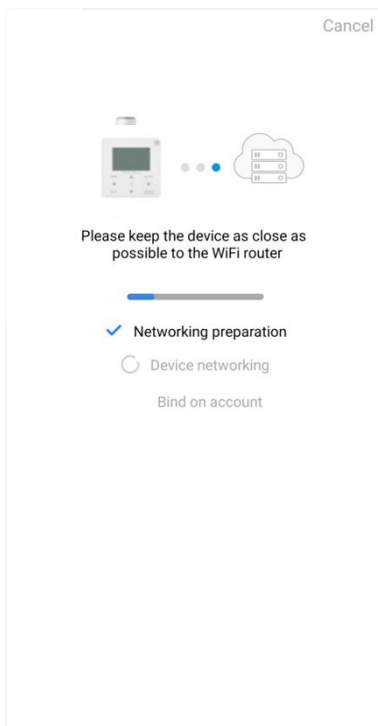 Cancel
Please keep the device as close as
possible to the WiFi router
Networking preparation
Device networking
Bind on account